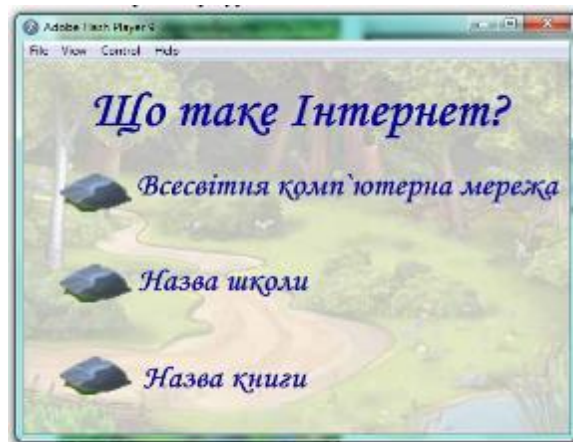 Adobe Flash Player 9
File View Control Help
Що таке Інтернет?
Всесвітня комп`ютерна мережа
Назва школи
Назва книги